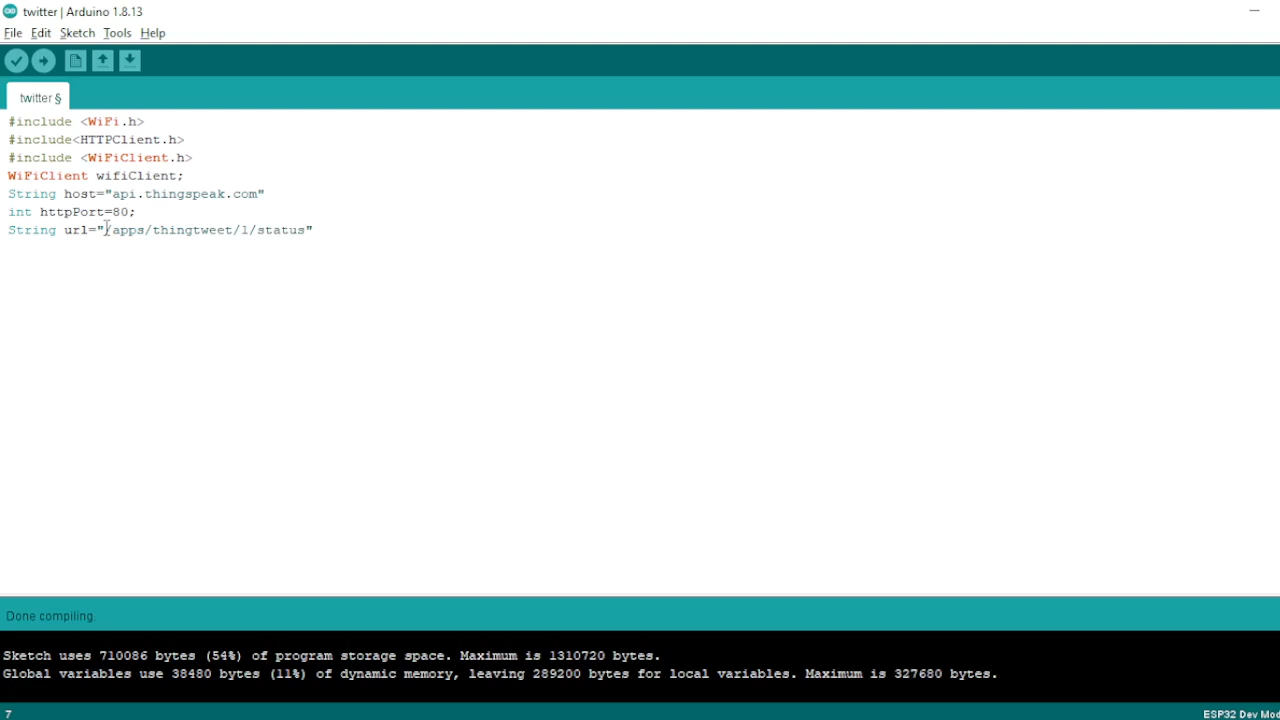 twitter | Arduino 1.8.13
File Edit Sketch Tools Help
twitter §
#include <WiFi.h>
#include<HTTPClient.h>
#include <WiFiClient.h>
WiFiClient wifiClient;
String host="api.thingspeak.com"
int httpPort=80;
String url="/apps/thingtweet/1/status"
Done compiling.
Sketch uses 710086 bytes (54%) of program storage space. Maximum is 1310720 bytes.
Global variables use 38480 bytes (11%) of dynamic memory, leaving 289200 bytes for local variables. Maximum is 327680 bytes.
7
ESP32 Dev Mod